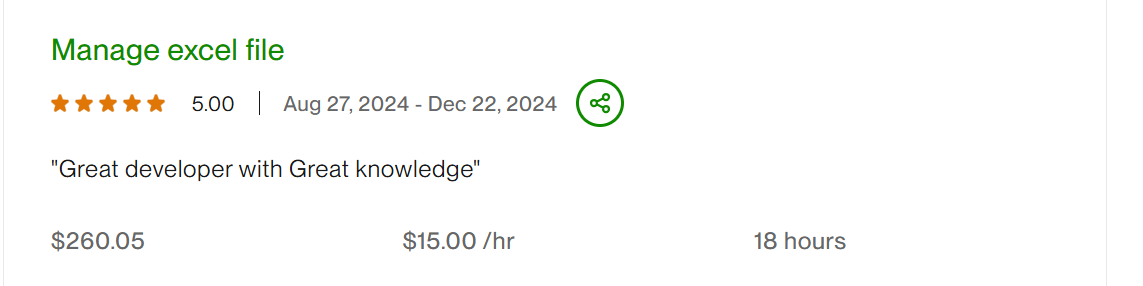 Manage excel file
5.00 | Aug 27, 2024 - Dec 22, 2024
"Great developer with Great knowledge"
$260.05 $15.00 /hr 18 hours